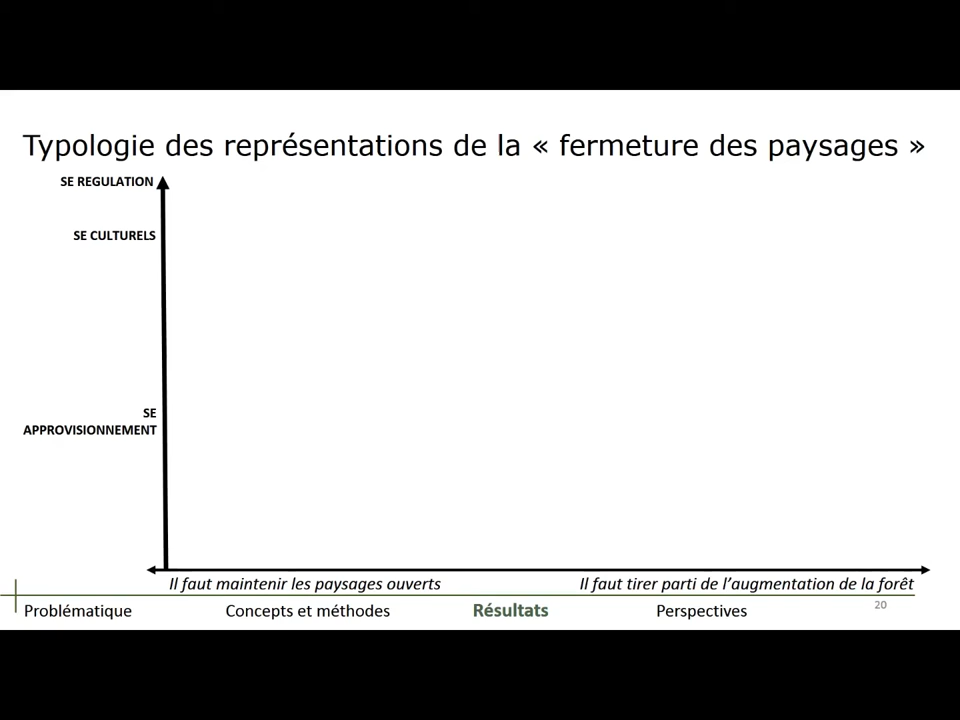 Typologie des représentations de la « fermeture des paysages »
SE REGULATION
SE CULTURELS
SE
APPROVISIONNEMENT
Il faut maintenir les paysages ouverts
Il faut tirer parti de l’augmentation de la forêt
Problématique
Concepts et méthodes
Résultats
Perspectives
20